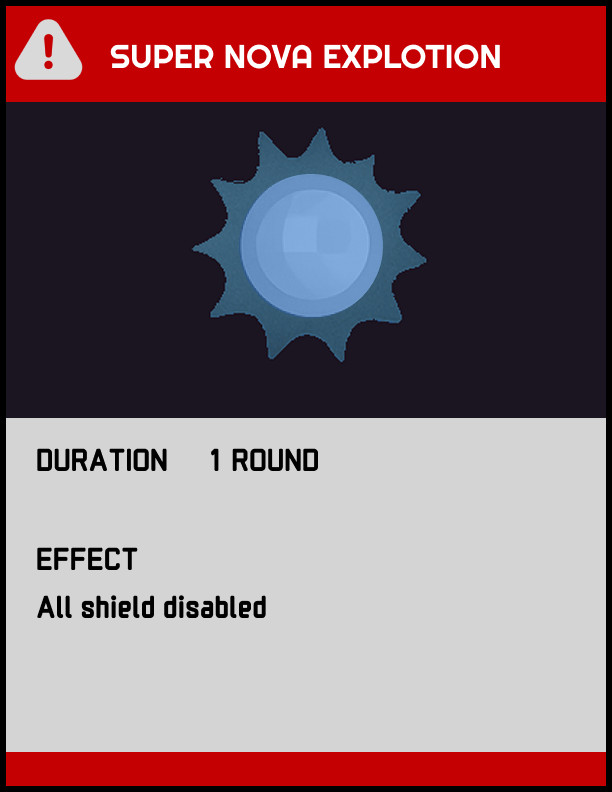 SUPER NOVA EXPLOTION
DURATION 1 ROUND
EFFECT
All shield disabled